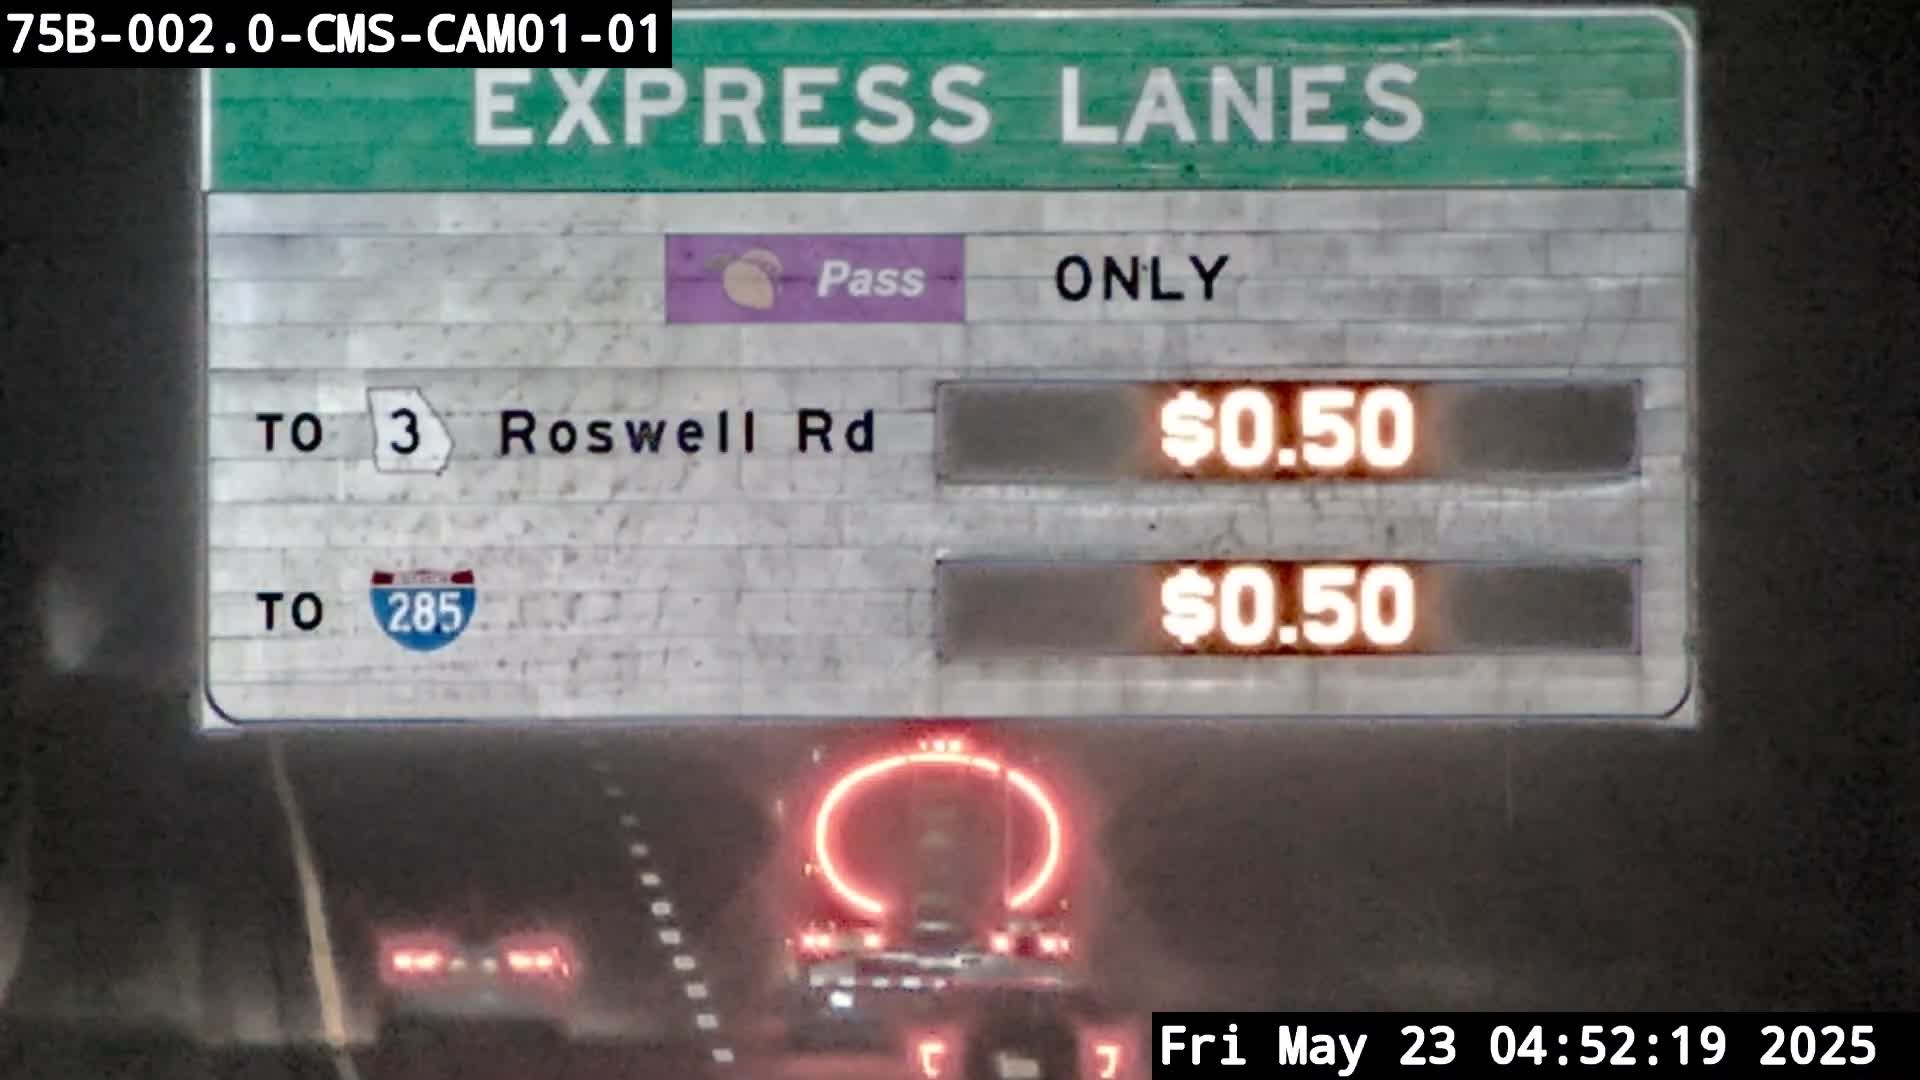 75B-002.0-CMS-CAM01-01
EXPRESS LANES
Pass ONLY
TO 3 Roswell Rd $0.50
TO 285 $0.50
Fri May 23 04:52:19 2025